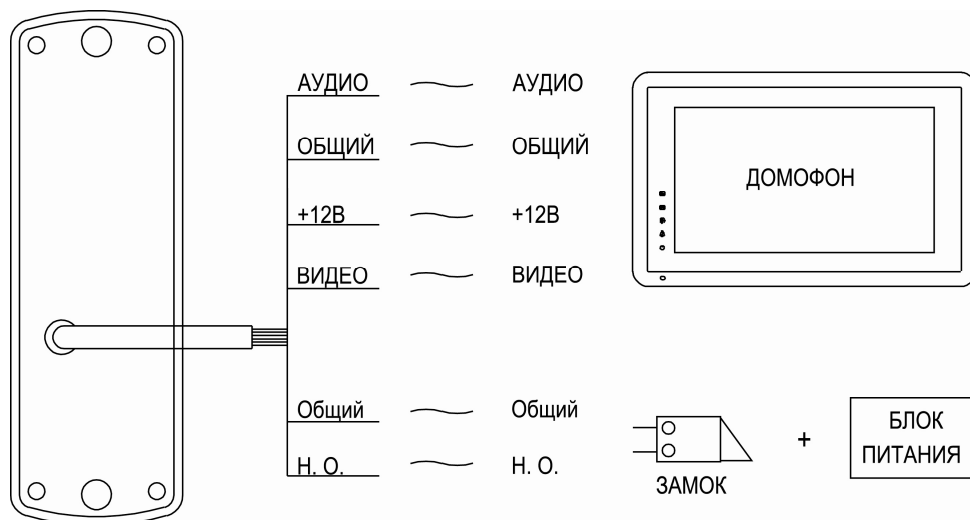 АУДИО АУДИО
ОБЩИЙ ОБЩИЙ
+12В +12В
ВИДЕО ВИДЕО
ДОМОФОН
Общий Общий
Н. О. Н. О.
ЗАМОК
+
БЛОК
ПИТАНИЯ